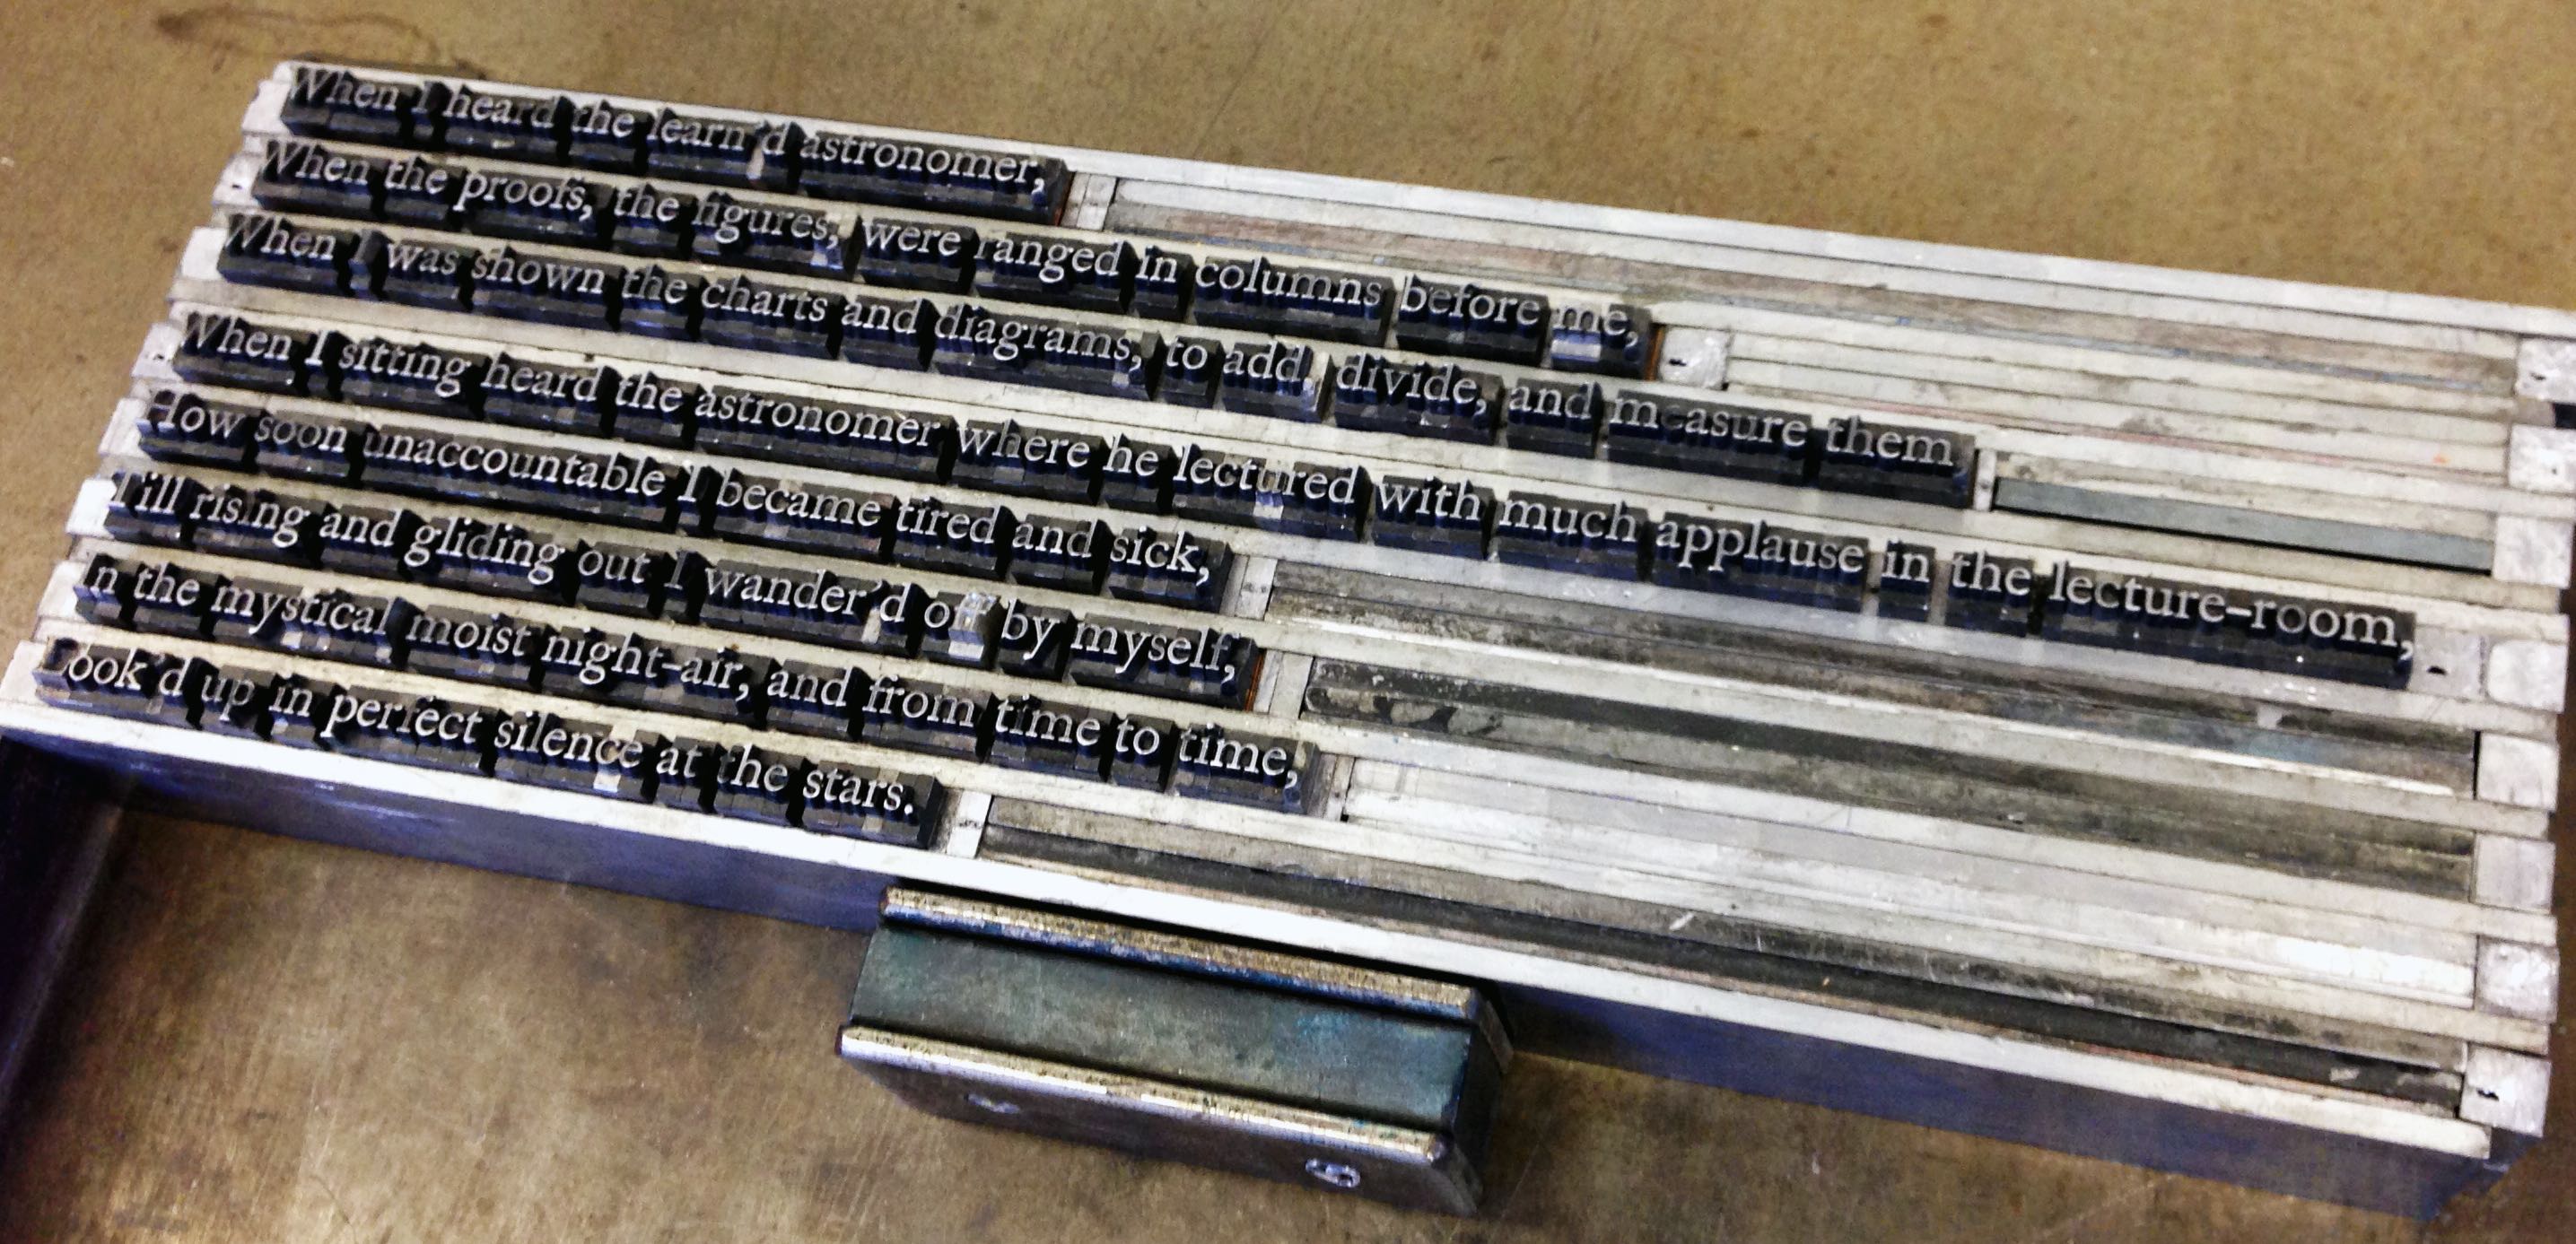 When I heard the learn'd astronomer,
When the proofs, the figures, were ranged in columns before me,
When I was shown the charts and diagrams, to add, divide, and measure them
When I sitting heard the astronomer where he lectured with much applause in the lecture-room,
How soon unaccountable I became tired and sick,
Till rising and gliding out I wander'd off by myself,
In the mystical moist night-air, and from time to time,
Look'd up in perfect silence at the stars.